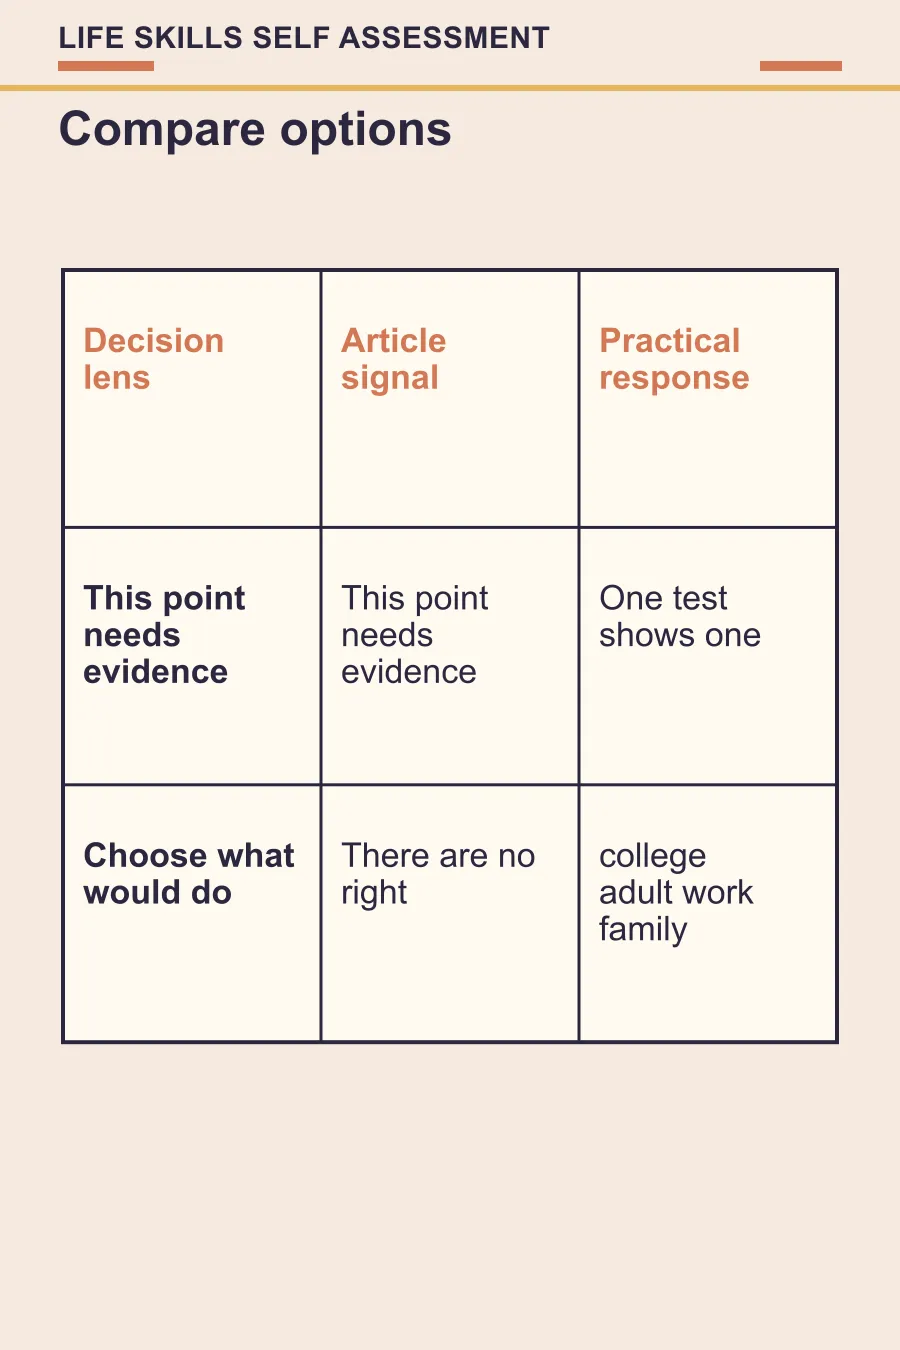 LIFE SKILLS SELF ASSESSMENT
Compare options
Decision
lens
Article
signal
Practical
response
This point
needs
evidence
This point
needs
evidence
One test
shows one
Choose what
would do
There are no
right
college
adult work
family